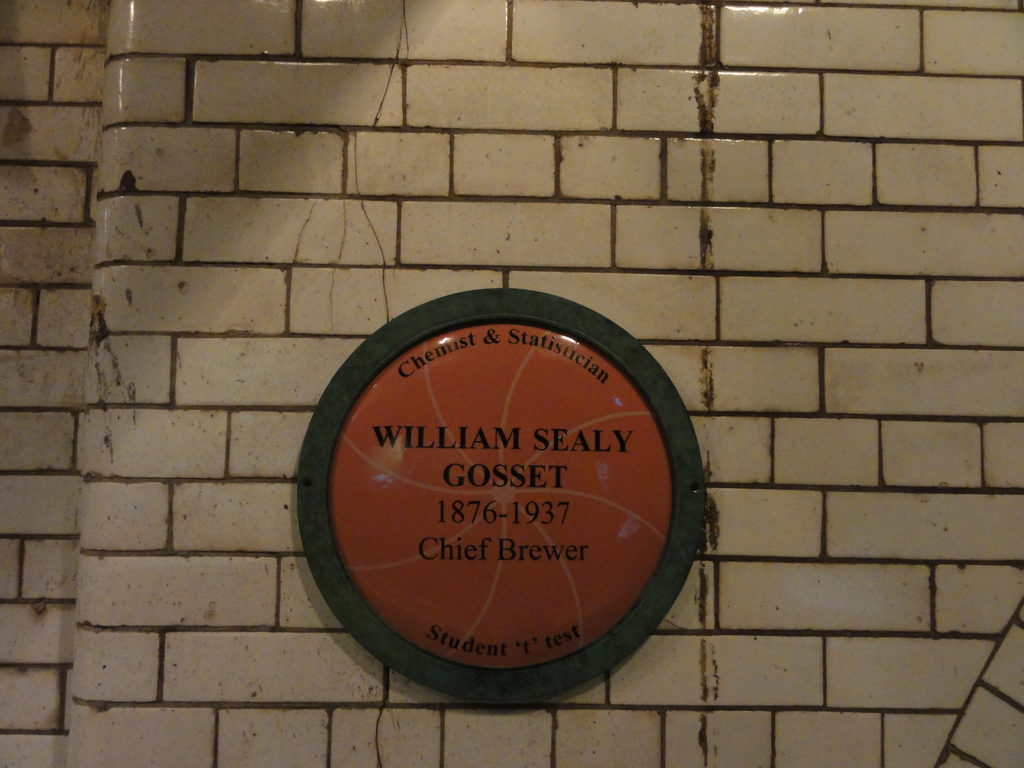 Chemist & Statistician
WILLIAM SEALY
GOSSET
1876-1937
Chief Brewer
Student 't' test